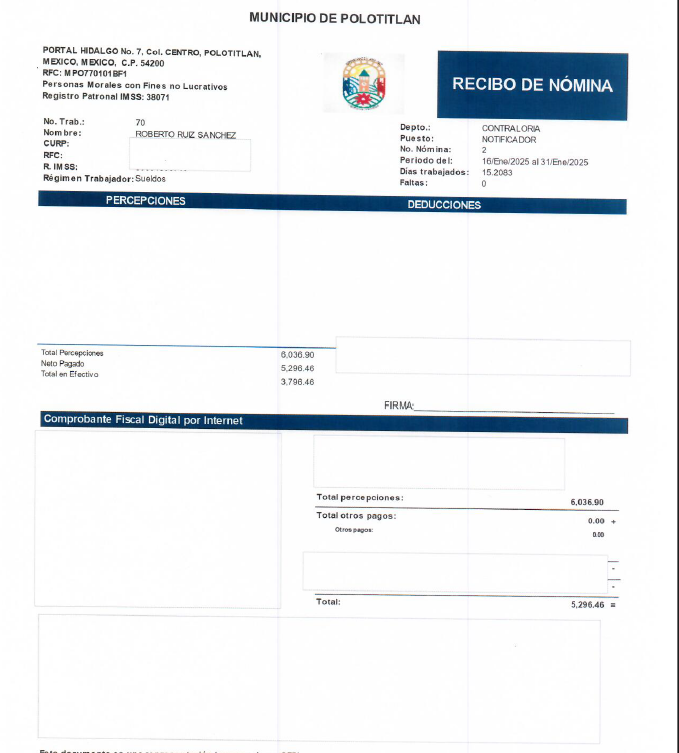 MUNICIPIO DE POLOTITLAN
PORTAL HIDALGO No. 7, Col. CENTRO, POLOTITLAN,
MEXICO, MEXICO, C.P. 54200
RFC: MPO770101BF1
Personas Morales con Fines no Lucrativos
Registro Patronal IMSS: 38071
RECIBO DE NÓMINA
No. Trab.: 70
Nombre: ROBERTO RUIZ SANCHEZ
CURP:
RFC:
R. IMSS:
Régimen Trabajador: Sueldos
Depto.: CONTRALORIA
Puesto: NOTIFICADOR
No. Nómina: 2
Periodo del: 16/Ene/2025 al 31/Ene/2025
Días trabajados: 15.2083
Faltas: 0
PERCEPCIONES DEDUCCIONES
Total Percepciones 6,036.90
Neto Pagado 5,296.46
Total en Efectivo 3,796.46
FIRMA:
Comprobante Fiscal Digital por Internet
Total percepciones: 6,036.90
Total otros pagos: 0.00 +
Otros pagos: 0.00
-
-
Total: 5,296.46 =